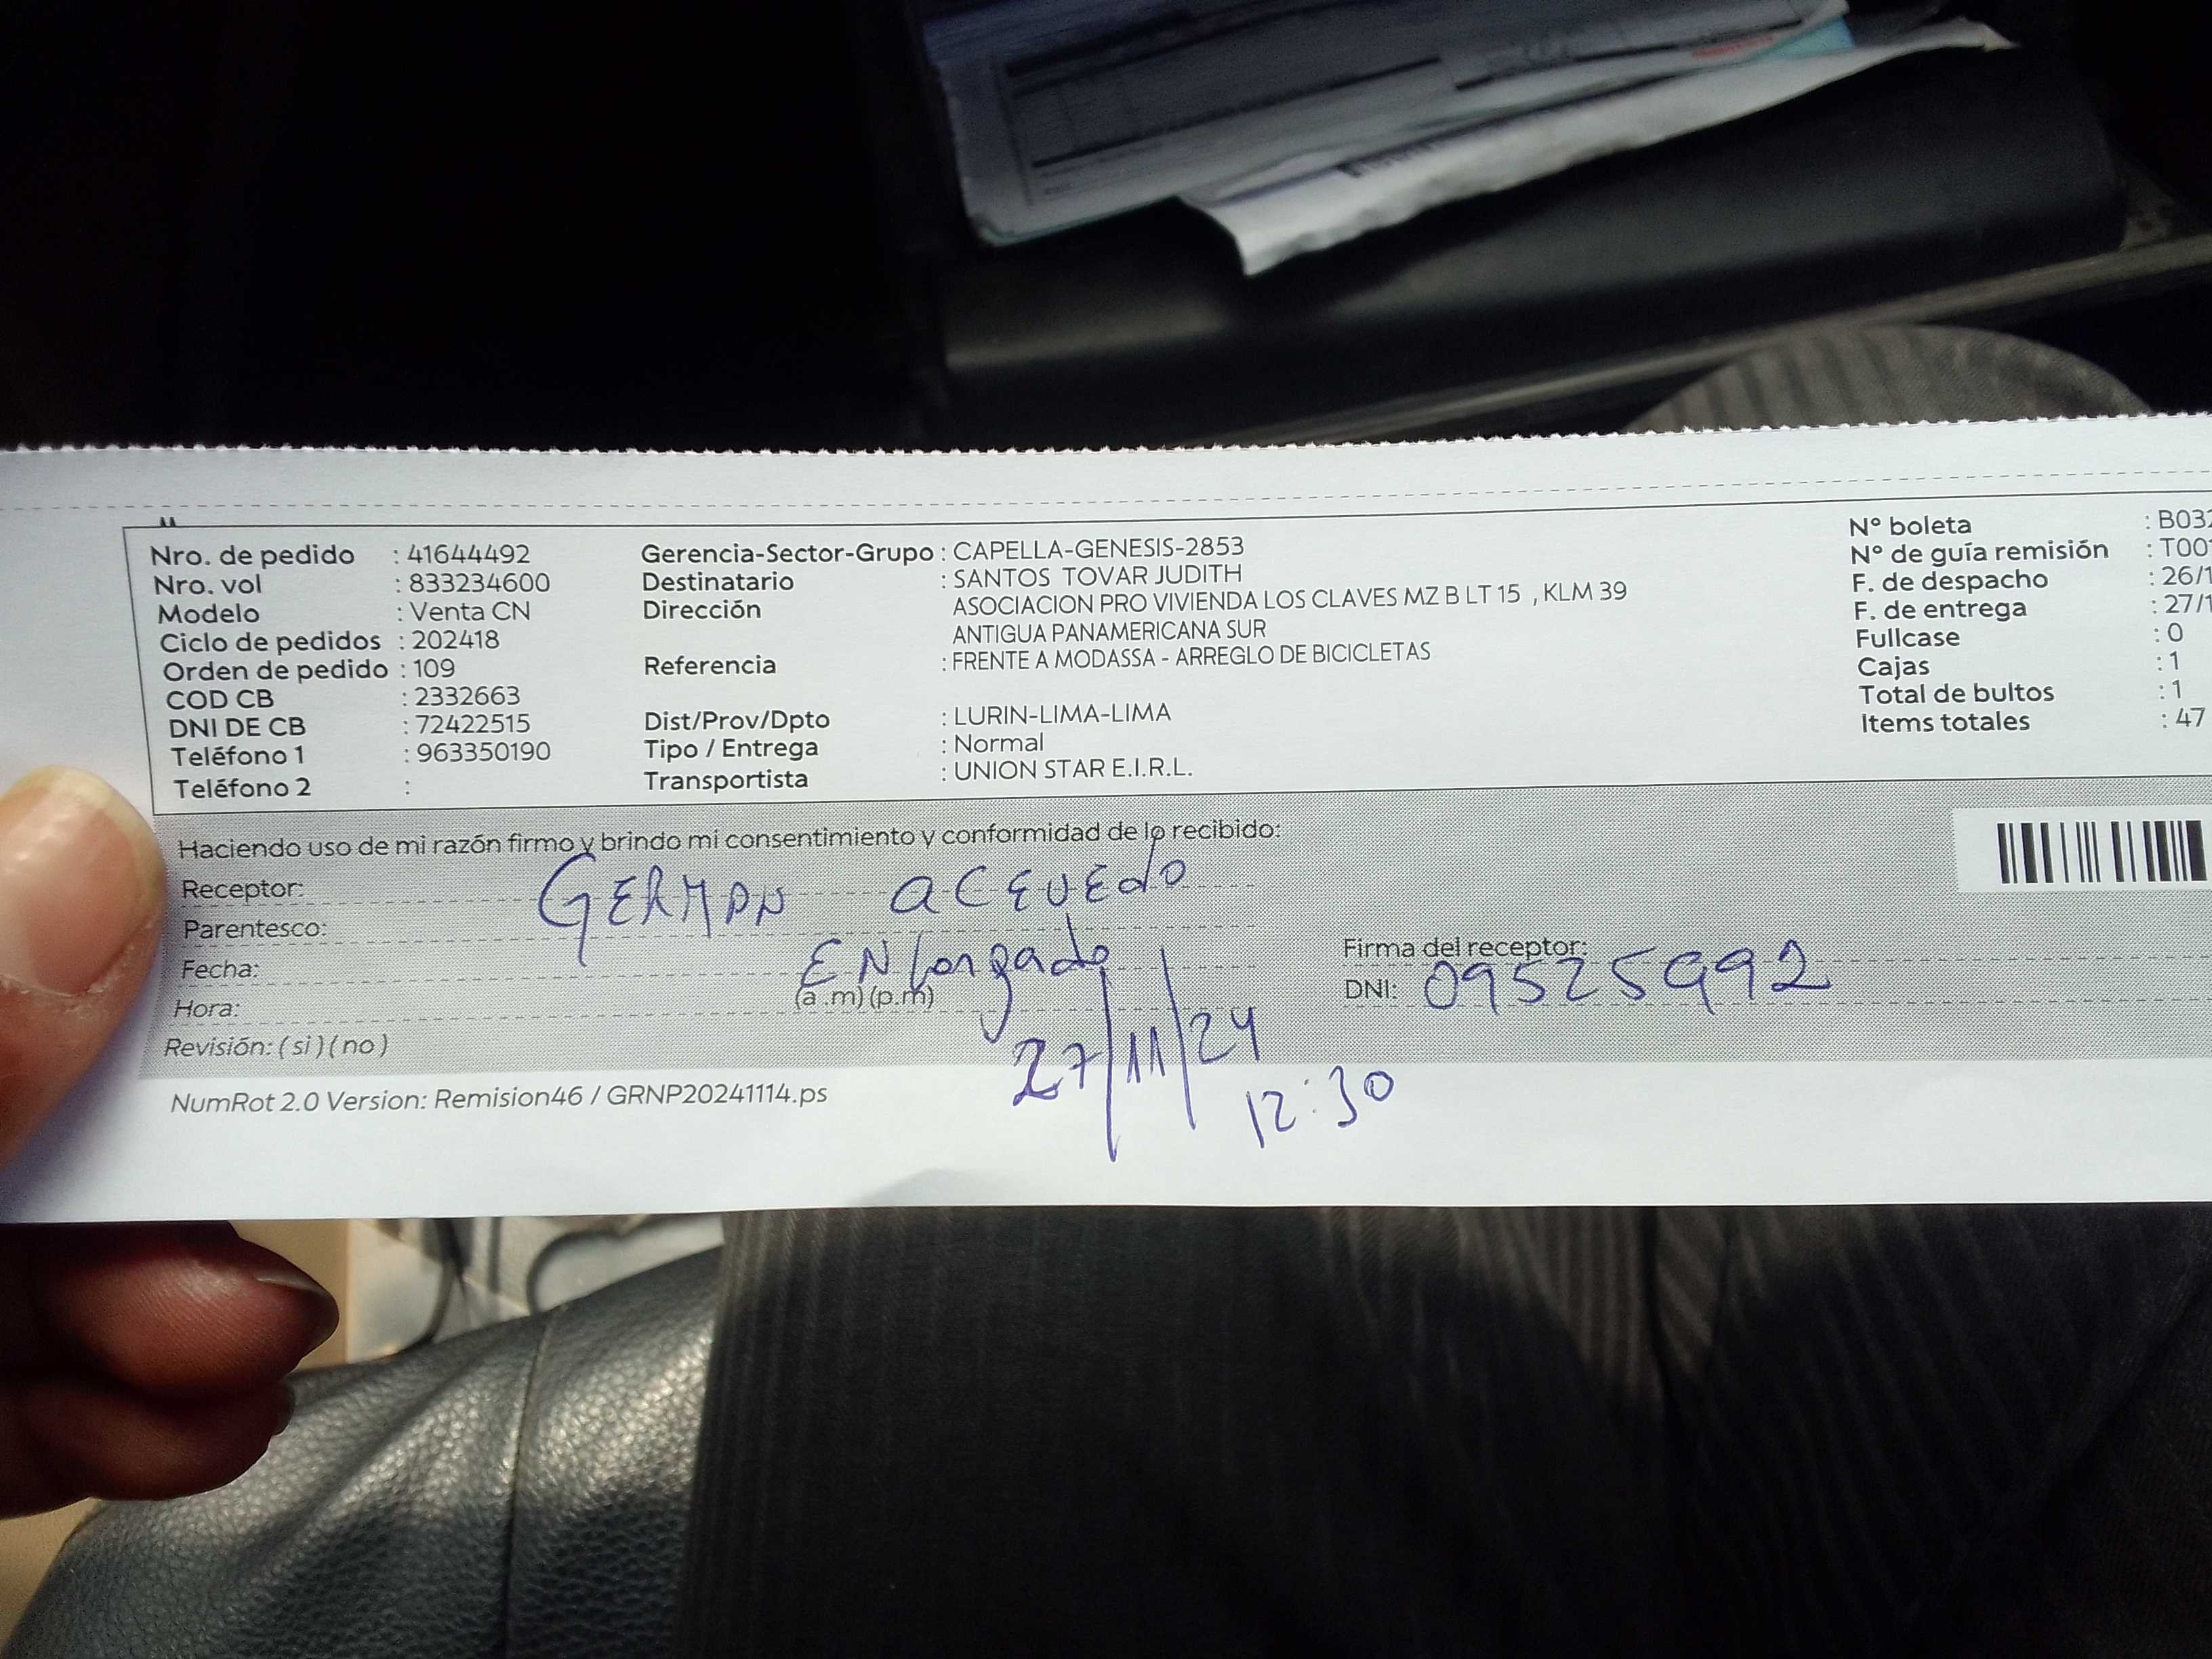 Nro. de pedido : 41644492
Nro. vol : 833234600
Modelo : Venta CN
Ciclo de pedidos : 202418
Orden de pedido : 109
COD CB : 2332663
DNI DE CB : 72422515
Teléfono 1 : 963350190
Teléfono 2 :
Gerencia-Sector-Grupo : CAPELLA-GENESIS-2853
Destinatario : SANTOS TOVAR JUDITH
Dirección ASOCIACION PRO VIVIENDA LOS CLAVES MZ B LT 15 , KLM 39
ANTIGUA PANAMERICANA SUR
Referencia : FRENTE A MODASSA - ARREGLO DE BICICLETAS
Dist/Prov/Dpto : LURIN-LIMA-LIMA
Tipo / Entrega : Normal
Transportista : UNION STAR E.I.R.L.
N° boleta : B03
N° de guía remisión : T00
F. de despacho : 26/1
F. de entrega : 27/1
Fullcase : 0
Cajas : 1
Total de bultos : 1
Items totales : 47
Haciendo uso de mi razón firmo y brindo mi consentimiento y conformidad de lo recibido:
Receptor: GERMAN ACEVEDO
Parentesco:
Fecha:
Hora: (a .m) (p.m)
Revisión: ( si ) ( no )
27/11/24
12:30
Firma del receptor:
DNI: 09525992
NumRot 2.0 Version: Remision46 / GRNP20241114.ps